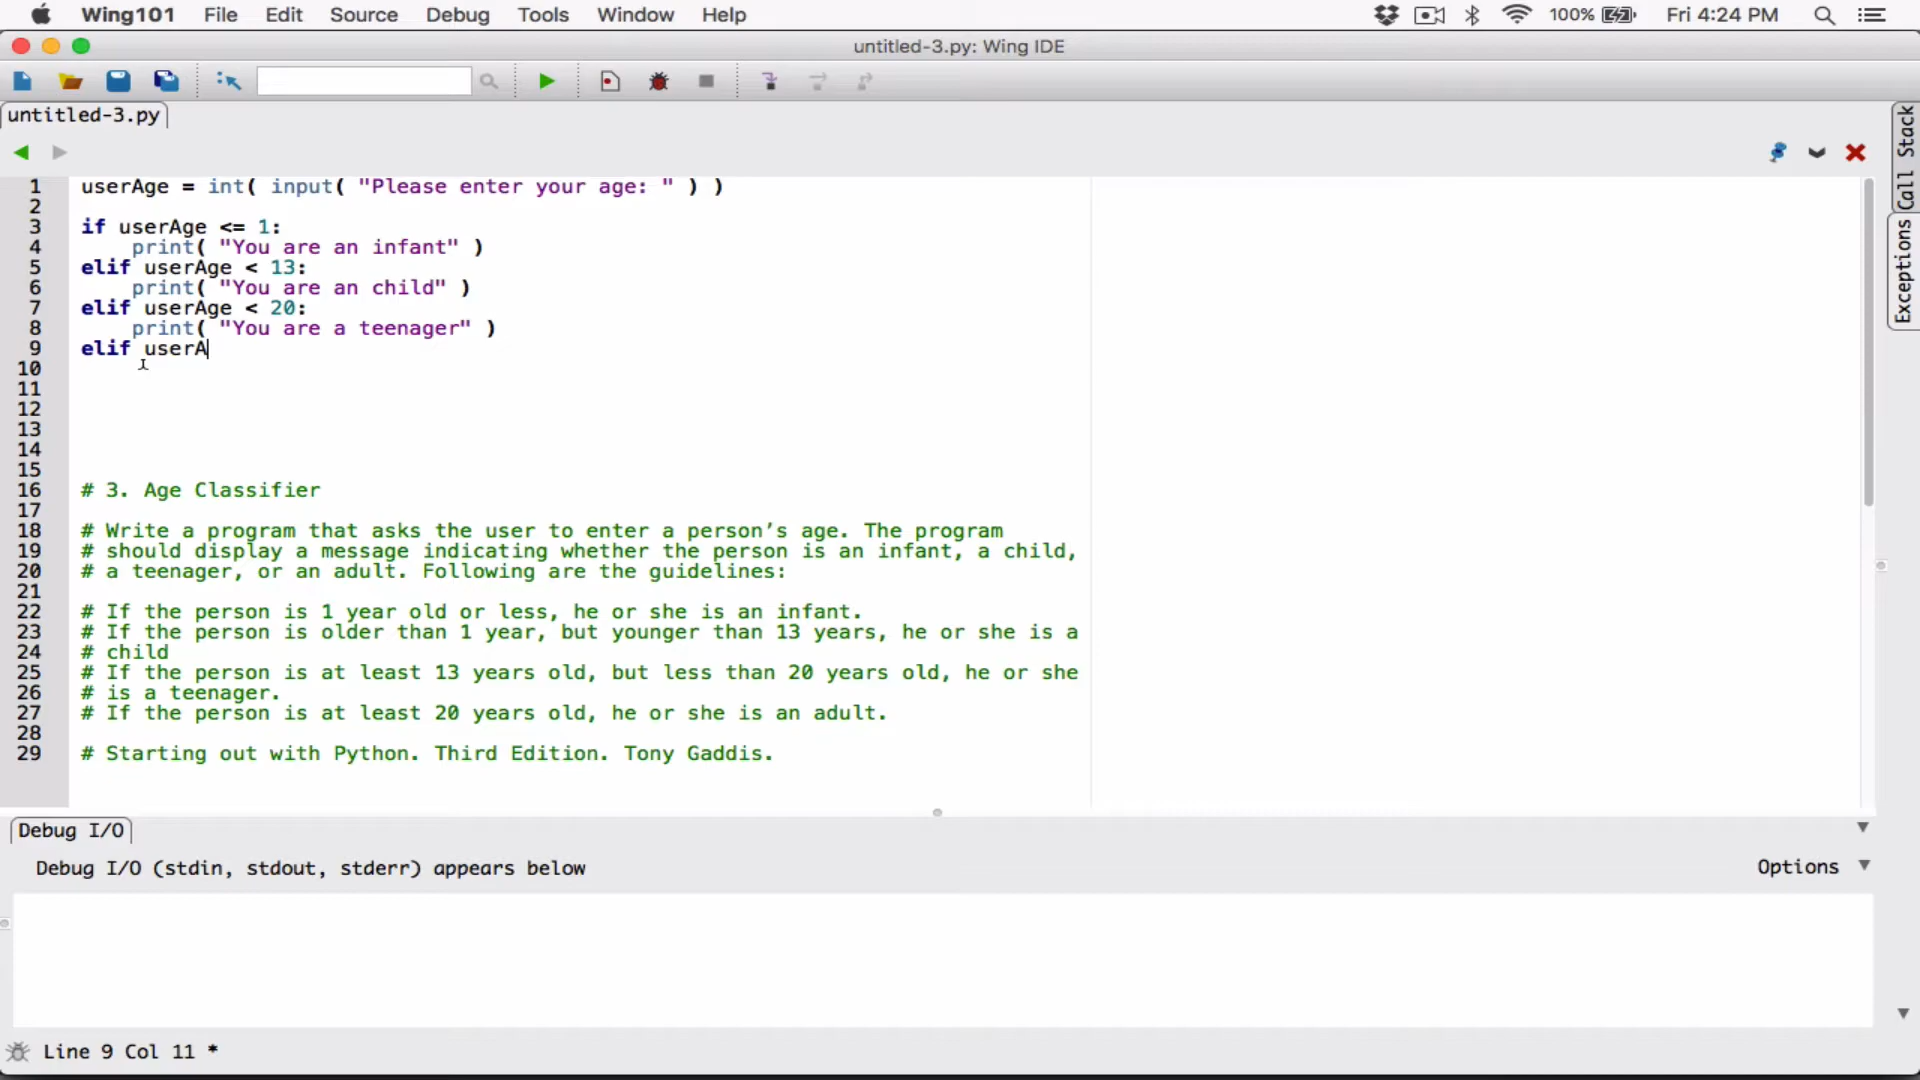 Wing101 File Edit Source Debug Tools Window Help 100% Fri 4:24 PM
untitled-3.py: Wing IDE
untitled-3.py
1 userAge = int( input( "Please enter your age: " ) )
2
3 if userAge <= 1:
4 print( "You are an infant" )
5 elif userAge < 13:
6 print( "You are an child" )
7 elif userAge < 20:
8 print( "You are a teenager" )
9 elif userA
10
11
12
13
14
15
16 # 3. Age Classifier
17
18 # Write a program that asks the user to enter a person’s age. The program
19 # should display a message indicating whether the person is an infant, a child,
20 # a teenager, or an adult. Following are the guidelines:
21
22 # If the person is 1 year old or less, he or she is an infant.
23 # If the person is older than 1 year, but younger than 13 years, he or she is a
24 # child
25 # If the person is at least 13 years old, but less than 20 years old, he or she
26 # is a teenager.
27 # If the person is at least 20 years old, he or she is an adult.
28
29 # Starting out with Python. Third Edition. Tony Gaddis.
Call Stack
Exceptions
Debug I/O
Debug I/O (stdin, stdout, stderr) appears below Options
Line 9 Col 11 *